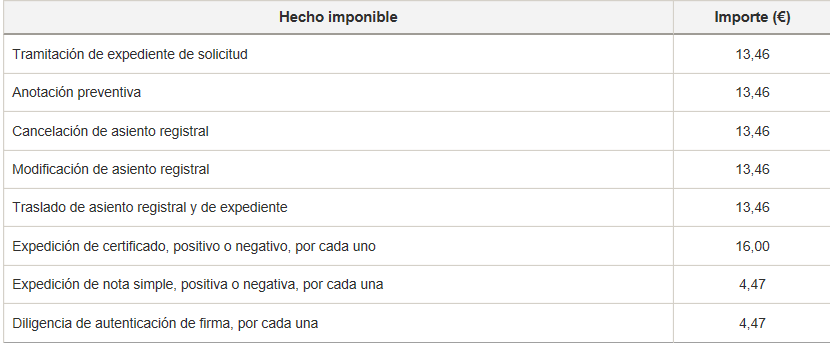 Hecho imponible Importe (€)
Tramitación de expediente de solicitud 13,46
Anotación preventiva 13,46
Cancelación de asiento registral 13,46
Modificación de asiento registral 13,46
Traslado de asiento registral y de expediente 13,46
Expedición de certificado, positivo o negativo, por cada uno 16,00
Expedición de nota simple, positiva o negativa, por cada una 4,47
Diligencia de autenticación de firma, por cada una 4,47